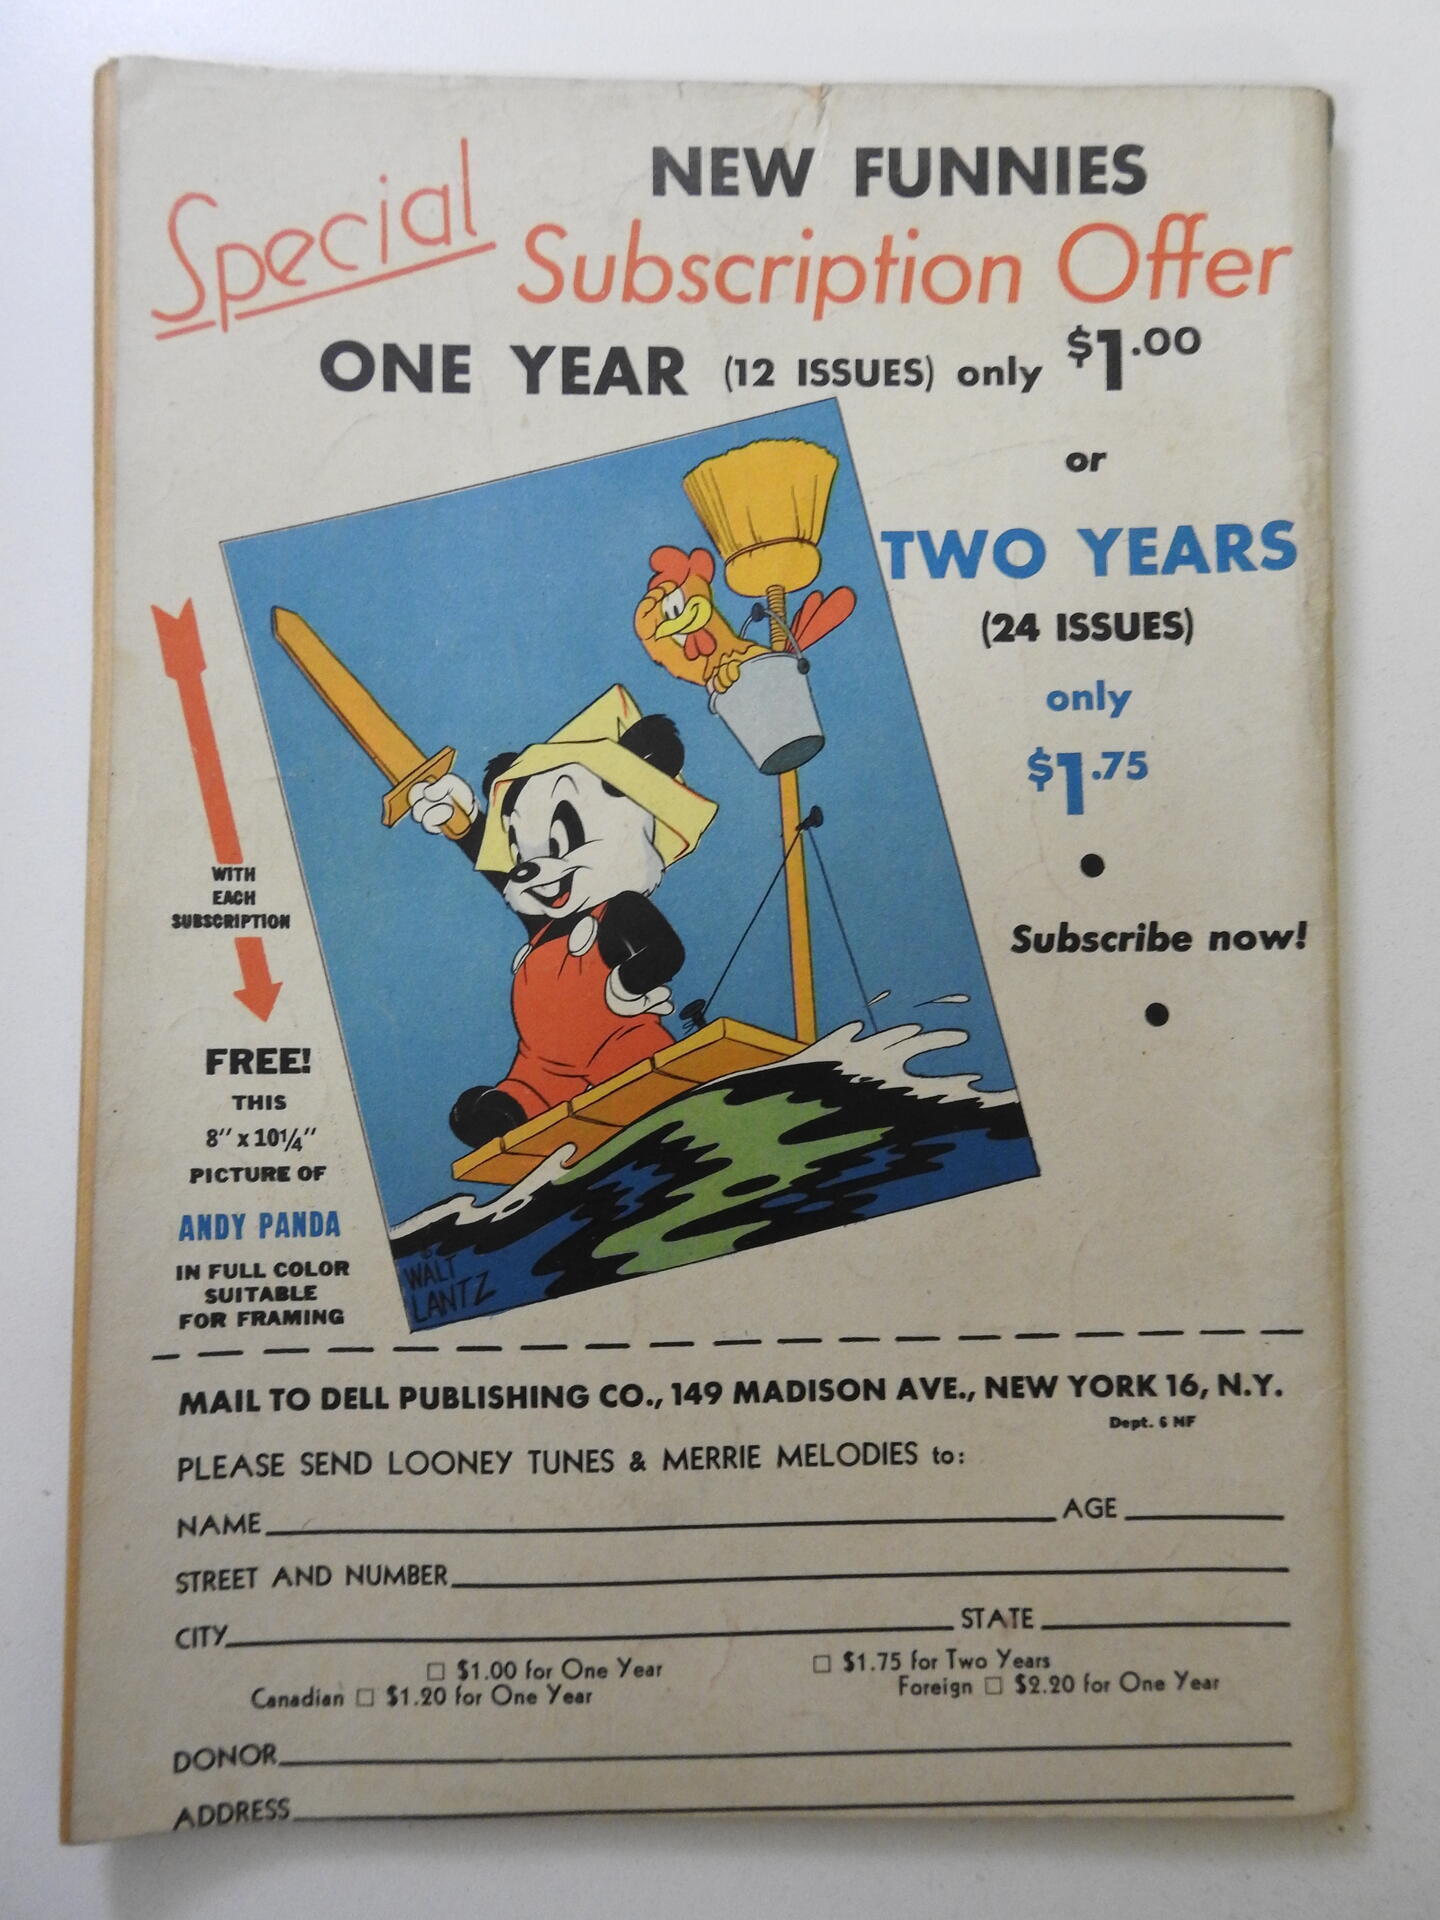 NEW FUNNIES
Special
Subscription Offer
ONE YEAR (12 ISSUES) only $1.00
or
TWO YEARS
(24 ISSUES)
only
$1.75
Subscribe now!
WITH
EACH
SUBSCRIPTION
FREE!
THIS
8" x 10¼"
PICTURE OF
ANDY PANDA
IN FULL COLOR
SUITABLE
FOR FRAMING
WALT
LANTZ
MAIL TO DELL PUBLISHING CO., 149 MADISON AVE., NEW YORK 16, N.Y.
Dept. 6 NF
PLEASE SEND LOONEY TUNES & MERRIE MELODIES to:
NAME AGE
STREET AND NUMBER
CITY STATE
□ $1.00 for One Year □ $1.75 for Two Years
Canadian □ $1.20 for One Year Foreign □ $2.20 for One Year
DONOR
ADDRESS